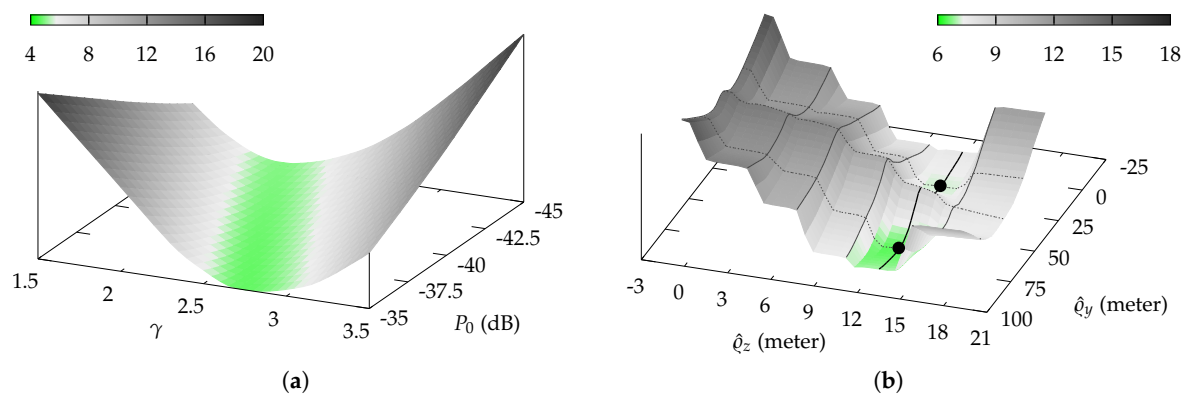 4 8 12 16 20
6 9 12 15 18
1.5 2 2.5 3 3.5
γ
-35 -37.5 -40 -42.5 -45
P₀ (dB)
-3 0 3 6 9 12 15 18 21
ϱ̂_z (meter)
100 75 50 25 0 -25
ϱ̂_y (meter)
(a)
(b)